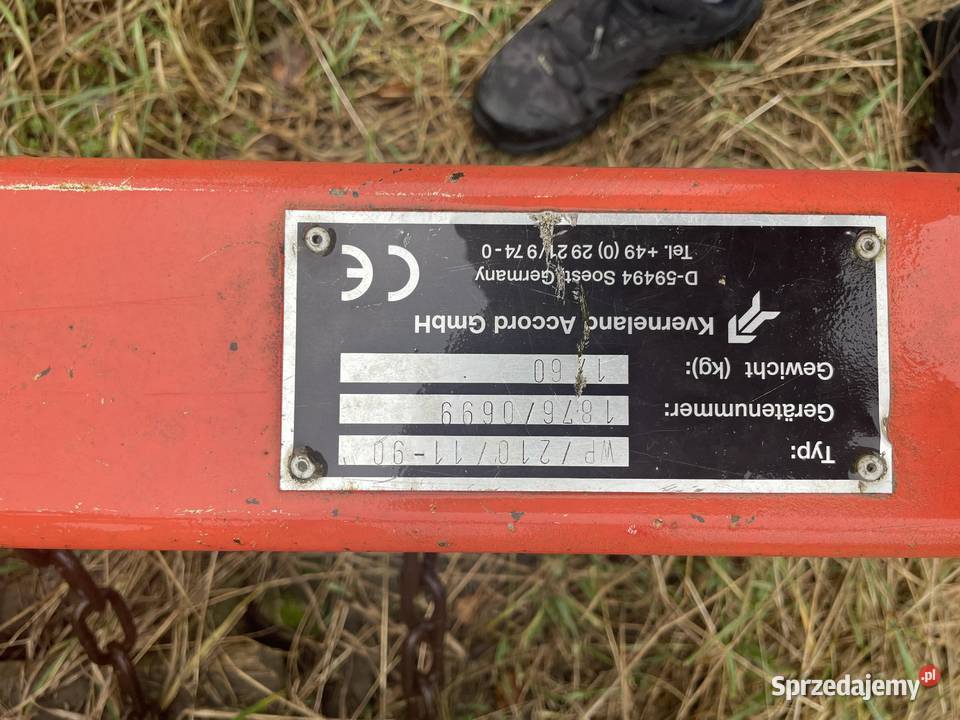 Typ: WP/210/11-90
Gerätenummer: 1876/0699
Gewicht (kg): 1260
Kverneland Accord GmbH
D-59494 Soest/Germany
Tel. + 49 (0) 29 21/9 74 - 0
CE
Sprzedajemy.pl